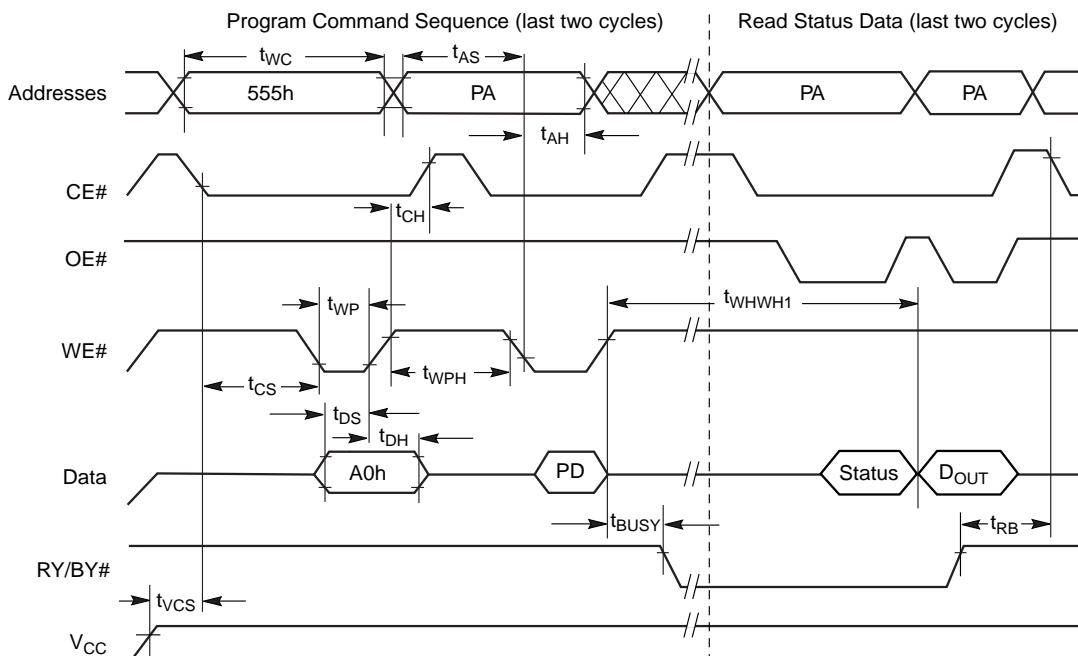 Program Command Sequence (last two cycles) Read Status Data (last two cycles)
tWC tAS
Addresses 555h PA PA PA
tAH
CE#
tCH
OE#
tWP tWHWH1
WE#
tCS tWPH
tDS
tDH
Data A0h PD Status DOUT
tBUSY tRB
RY/BY#
tVCS
VCC